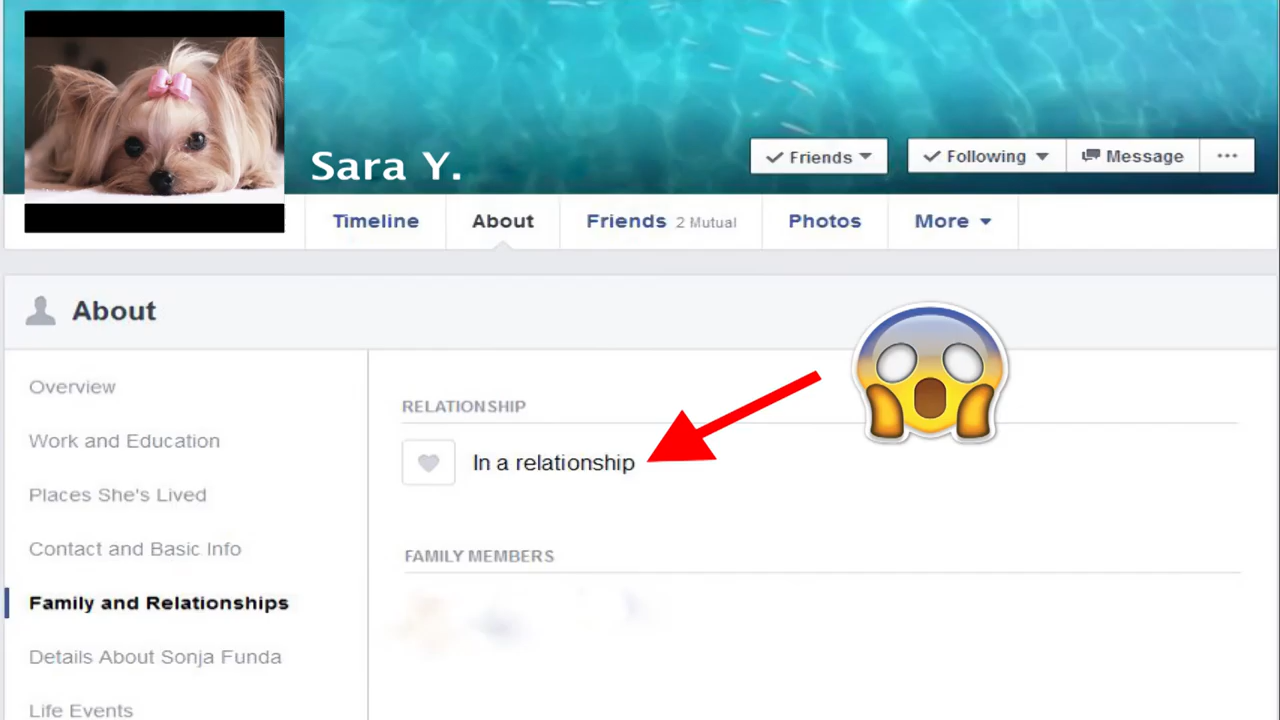 Sara Y.
Friends
Following
Message
Timeline
About
Friends 2 Mutual
Photos
More
About
Overview
Work and Education
Places She's Lived
Contact and Basic Info
Family and Relationships
Details About Sonja Funda
Life Events
RELATIONSHIP
In a relationship
FAMILY MEMBERS